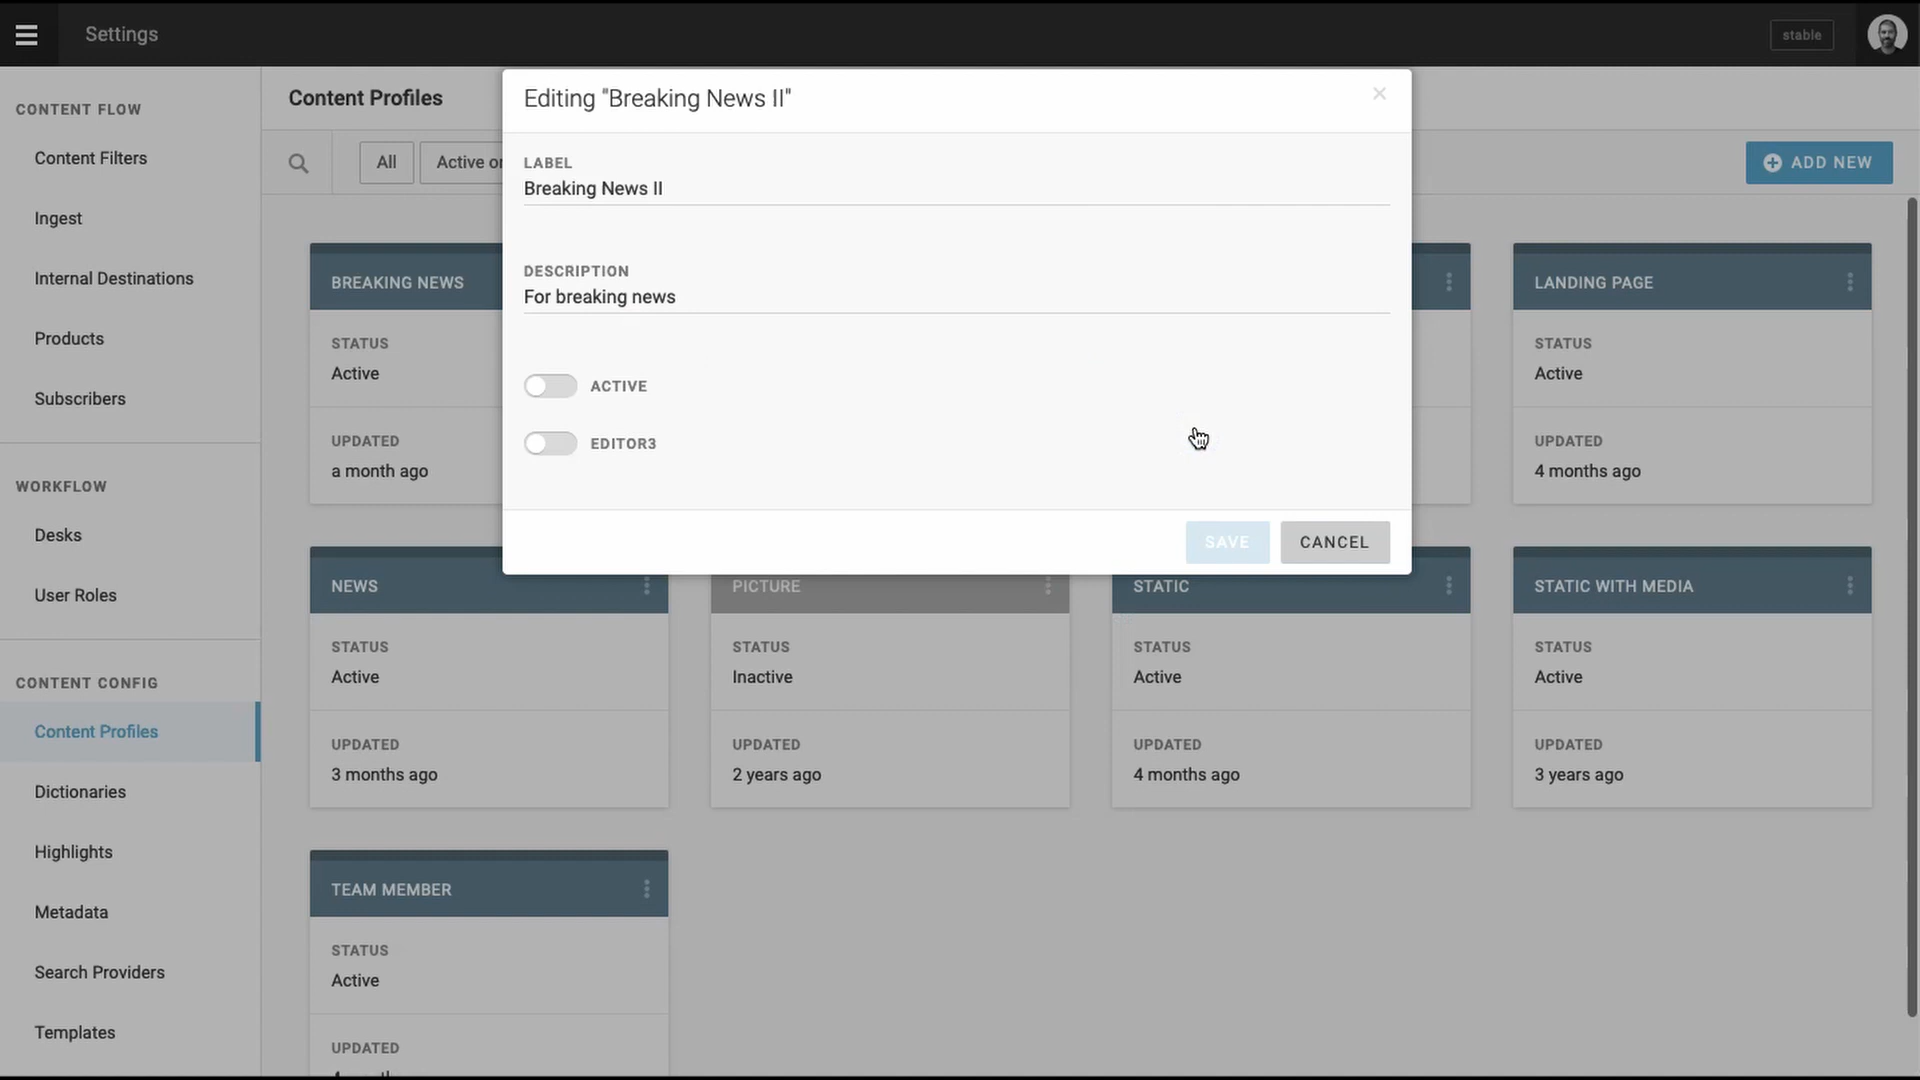 Settings
stable
CONTENT FLOW
Content Filters
Ingest
Internal Destinations
Products
Subscribers
WORKFLOW
Desks
User Roles
CONTENT CONFIG
Content Profiles
Dictionaries
Highlights
Metadata
Search Providers
Templates
Content Profiles
All
Active
ADD NEW
Editing "Breaking News II"
LABEL
Breaking News II
DESCRIPTION
For breaking news
ACTIVE
EDITOR3
SAVE
CANCEL
BREAKING NEWS
STATUS
Active
UPDATED
a month ago
LANDING PAGE
STATUS
Active
UPDATED
4 months ago
NEWS
STATUS
Active
UPDATED
3 months ago
PICTURE
STATUS
Inactive
UPDATED
2 years ago
STATIC
STATUS
Active
UPDATED
4 months ago
STATIC WITH MEDIA
STATUS
Active
UPDATED
3 years ago
TEAM MEMBER
STATUS
Active
UPDATED